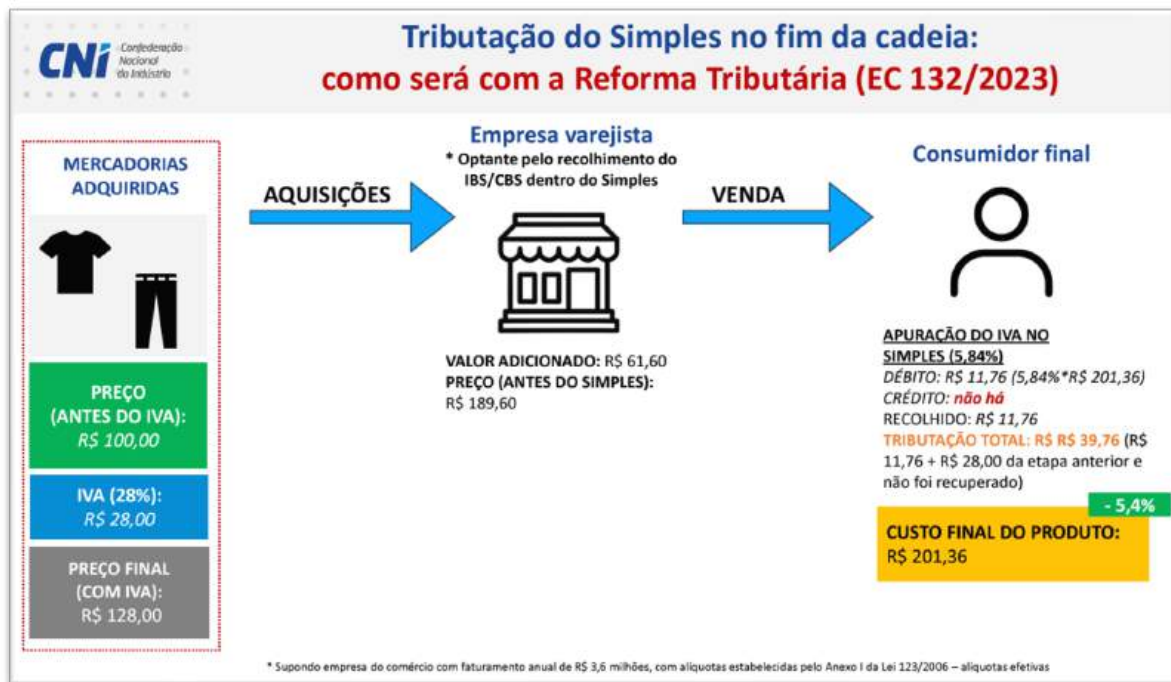 CNi Confederação
Nacional
da Indústria
Tributação do Simples no fim da cadeia:
como será com a Reforma Tributária (EC 132/2023)
MERCADORIAS
ADQUIRIDAS
PREÇO
(ANTES DO IVA):
R$ 100,00
IVA (28%):
R$ 28,00
PREÇO FINAL
(COM IVA):
R$ 128,00
AQUISIÇÕES
Empresa varejista
* Optante pelo recolhimento do
IBS/CBS dentro do Simples
VALOR ADICIONADO: R$ 61,60
PREÇO (ANTES DO SIMPLES):
R$ 189,60
VENDA
Consumidor final
APURAÇÃO DO IVA NO
SIMPLES (5,84%)
DÉBITO: R$ 11,76 (5,84%*R$ 201,36)
CRÉDITO: não há
RECOLHIDO: R$ 11,76
TRIBUTAÇÃO TOTAL: R$ R$ 39,76 (R$
11,76 + R$ 28,00 da etapa anterior e
não foi recuperado)
- 5,4%
CUSTO FINAL DO PRODUTO:
R$ 201,36
* Supondo empresa do comércio com faturamento anual de R$ 3,6 milhões, com alíquotas estabelecidas pelo Anexo I da Lei 123/2006 – alíquotas efetivas